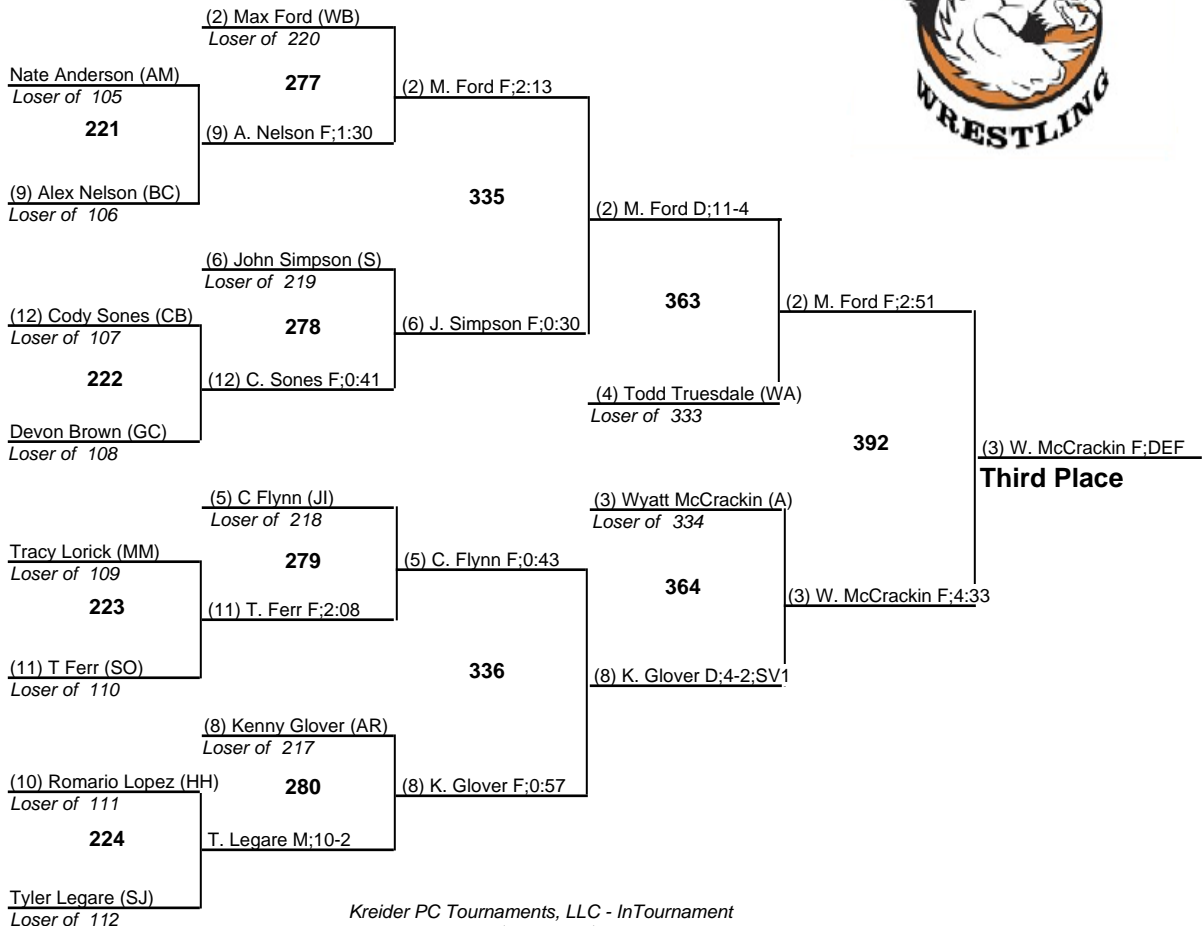 (2) Max Ford (WB)
Loser of 220
WRESTLING
Nate Anderson (AM)
Loser of 105
277
(2) M. Ford F;2:13
221
(9) A. Nelson F;1:30
(9) Alex Nelson (BC)
Loser of 106
335
(2) M. Ford D;11-4
(6) John Simpson (S)
Loser of 219
(12) Cody Sones (CB)
Loser of 107
278
(6) J. Simpson F;0:30
363
(2) M. Ford F;2:51
222
(12) C. Sones F;0:41
(4) Todd Truesdale (WA)
Loser of 333
Devon Brown (GC)
Loser of 108
392
(3) W. McCrackin F;DEF
Third Place
(5) C Flynn (JI)
Loser of 218
(3) Wyatt McCrackin (A)
Loser of 334
Tracy Lorick (MM)
Loser of 109
279
(5) C. Flynn F;0:43
364
223
(11) T. Ferr F;2:08
(3) W. McCrackin F;4:33
(11) T Ferr (SO)
Loser of 110
336
(8) K. Glover D;4-2;SV1
(8) Kenny Glover (AR)
Loser of 217
(10) Romario Lopez (HH)
Loser of 111
280
(8) K. Glover F;0:57
224
T. Legare M;10-2
Tyler Legare (SJ)
Loser of 112
Kreider PC Tournaments, LLC - InTournament